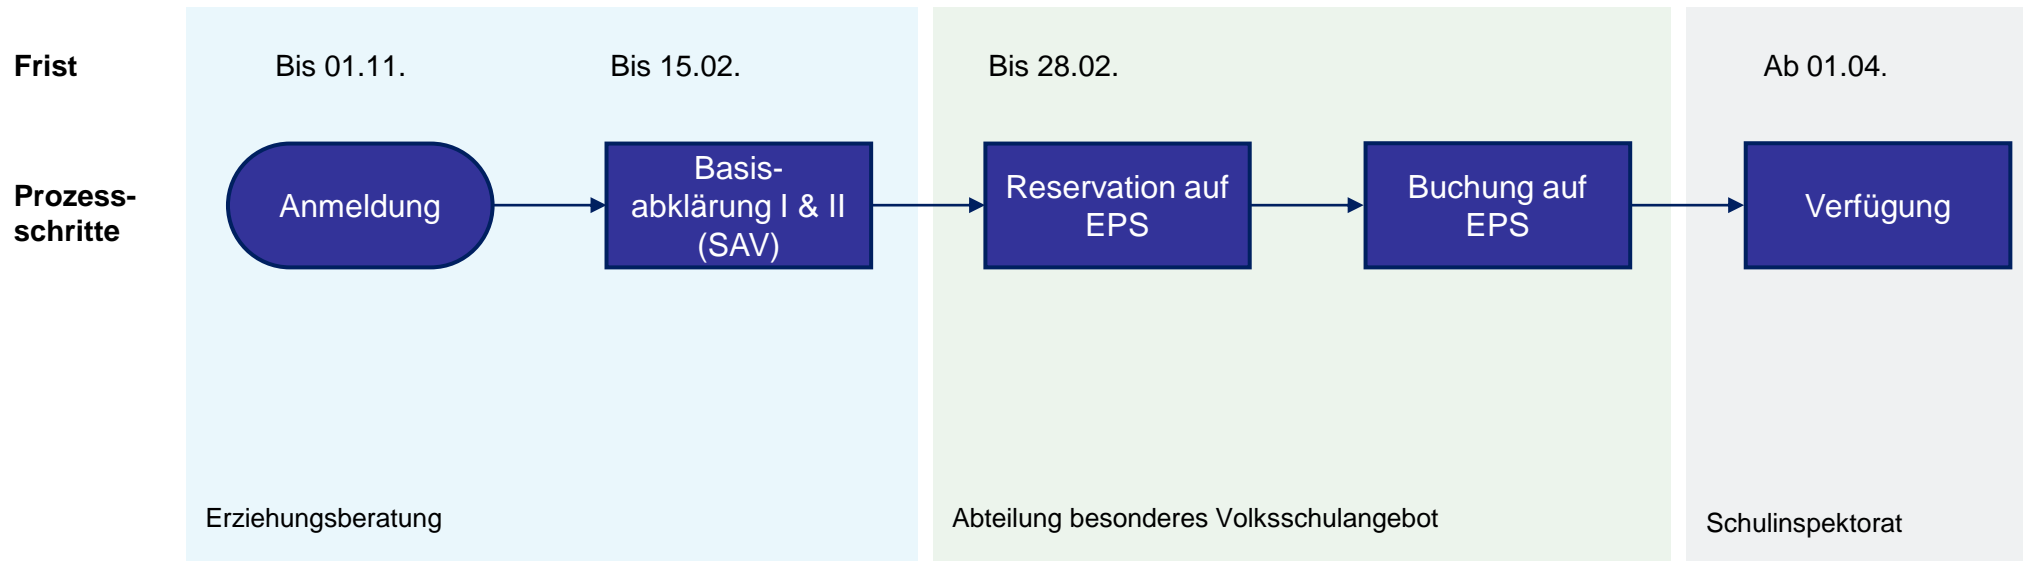 Frist
Bis 01.11.
Bis 15.02.
Bis 28.02.
Ab 01.04.
Prozess-
schritte
Anmeldung
Basis-
abklärung I & II
(SAV)
Reservation auf
EPS
Buchung auf
EPS
Verfügung
Erziehungsberatung
Abteilung besonderes Volksschulangebot
Schulinspektorat